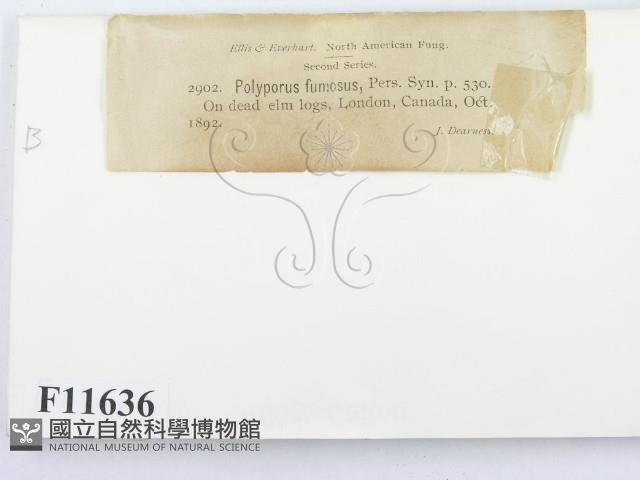 Ellis & Everhart. North American Fung.
Second Series.
2902. Polyporus fumosus, Pers. Syn. p. 530.
On dead elm logs, London, Canada, Oct.
1892.
J. Dearness.
B
F11636
國立自然科學博物館
NATIONAL MUSEUM OF NATURAL SCIENCE